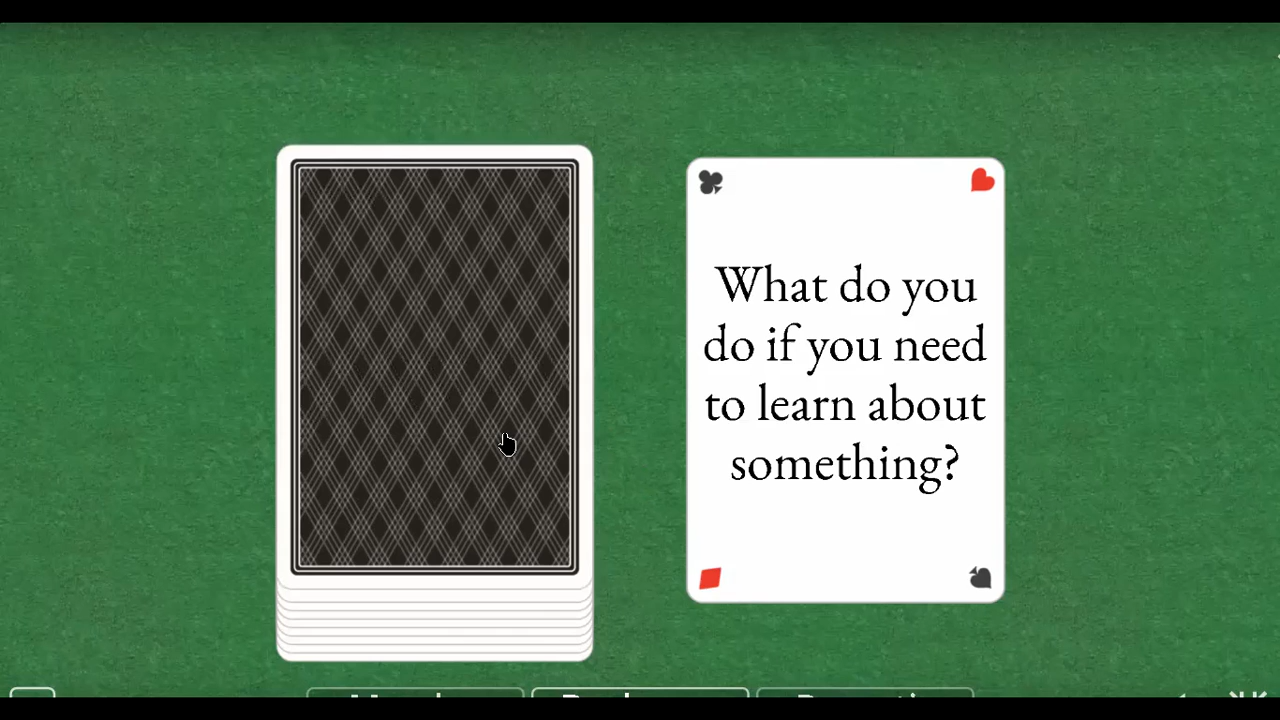 What do you
do if you need
to learn about
something?